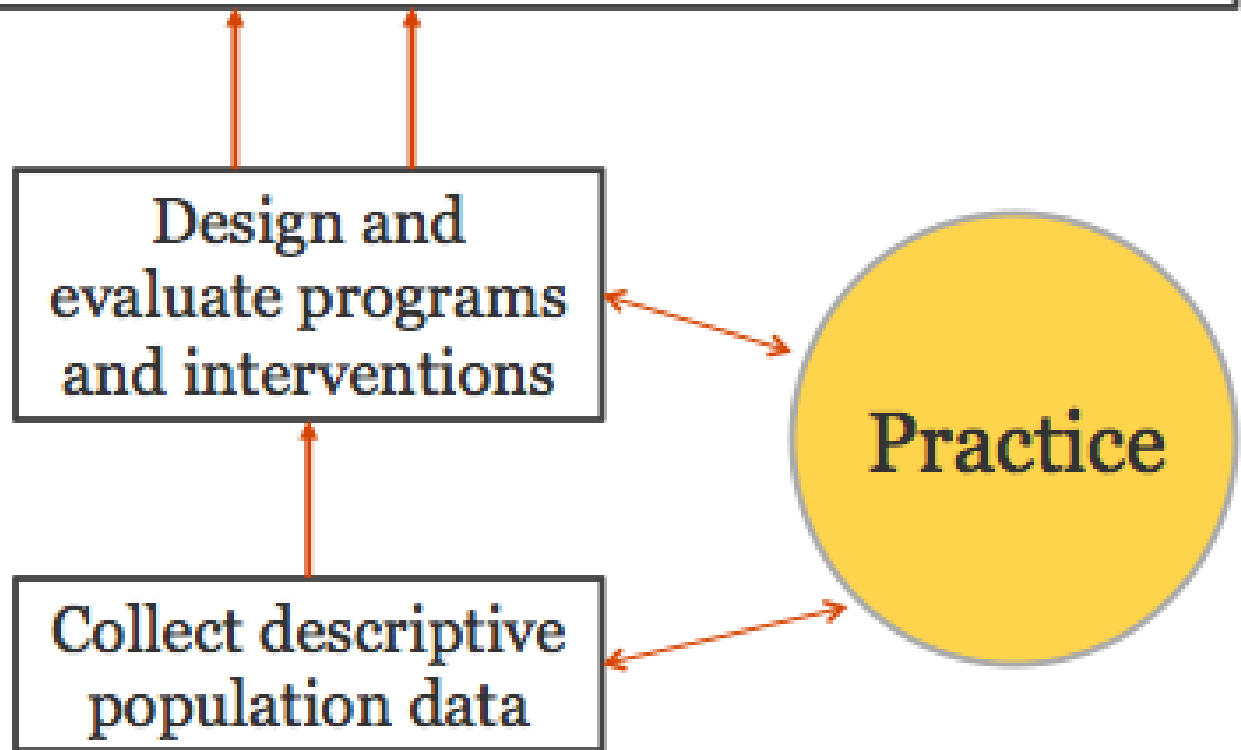 Design and
evaluate programs
and interventions
Practice
Collect descriptive
population data